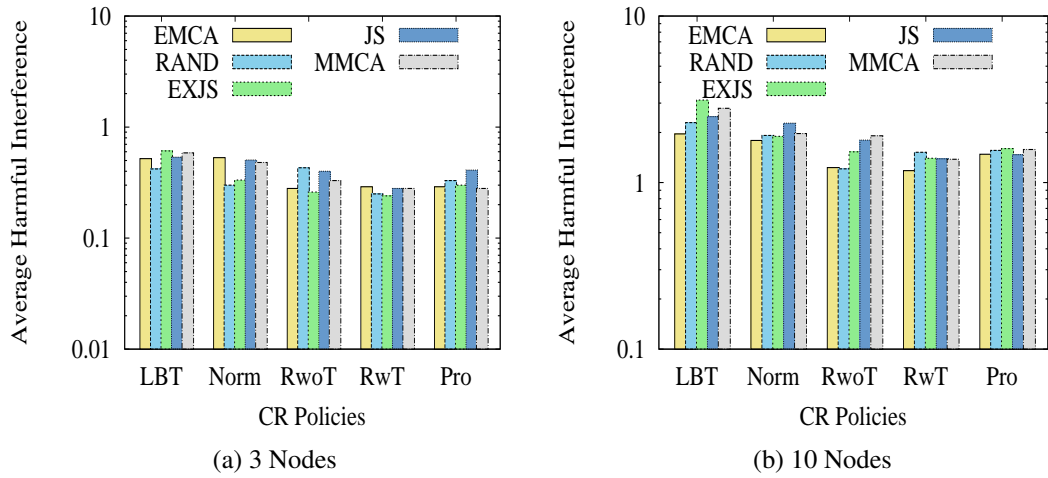 Average Harmful Interference
10
1
0.1
0.01
EMCA
RAND
EXJS
JS
MMCA
LBT Norm RwoT RwT Pro
CR Policies
(a) 3 Nodes
Average Harmful Interference
10
1
0.1
EMCA
RAND
EXJS
JS
MMCA
LBT Norm RwoT RwT Pro
CR Policies
(b) 10 Nodes